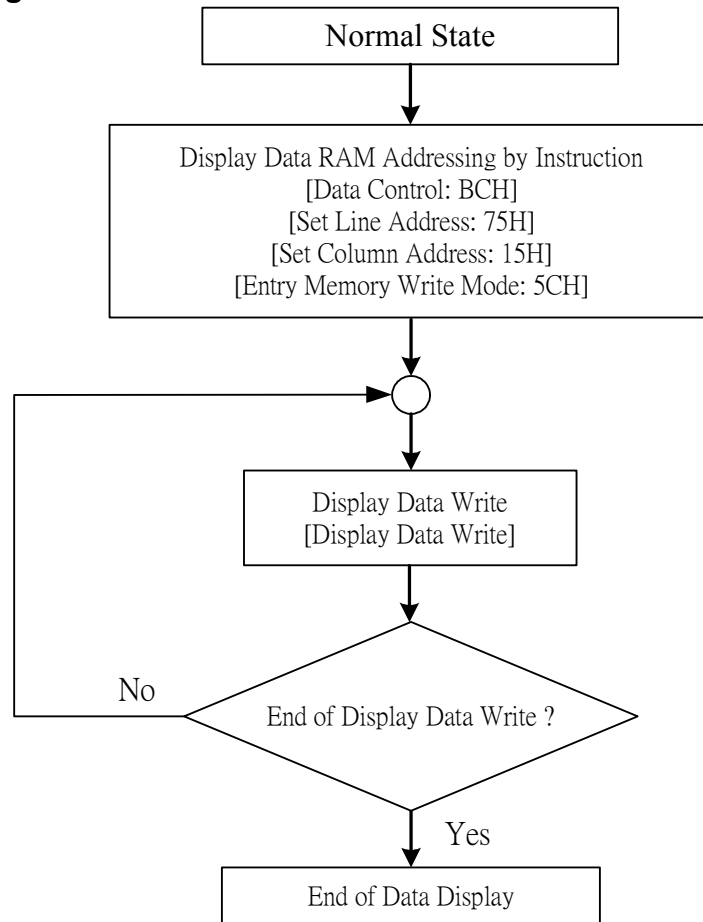 Normal State
Display Data RAM Addressing by Instruction
[Data Control: BCH]
[Set Line Address: 75H]
[Set Column Address: 15H]
[Entry Memory Write Mode: 5CH]
Display Data Write
[Display Data Write]
No
End of Display Data Write ?
Yes
End of Data Display